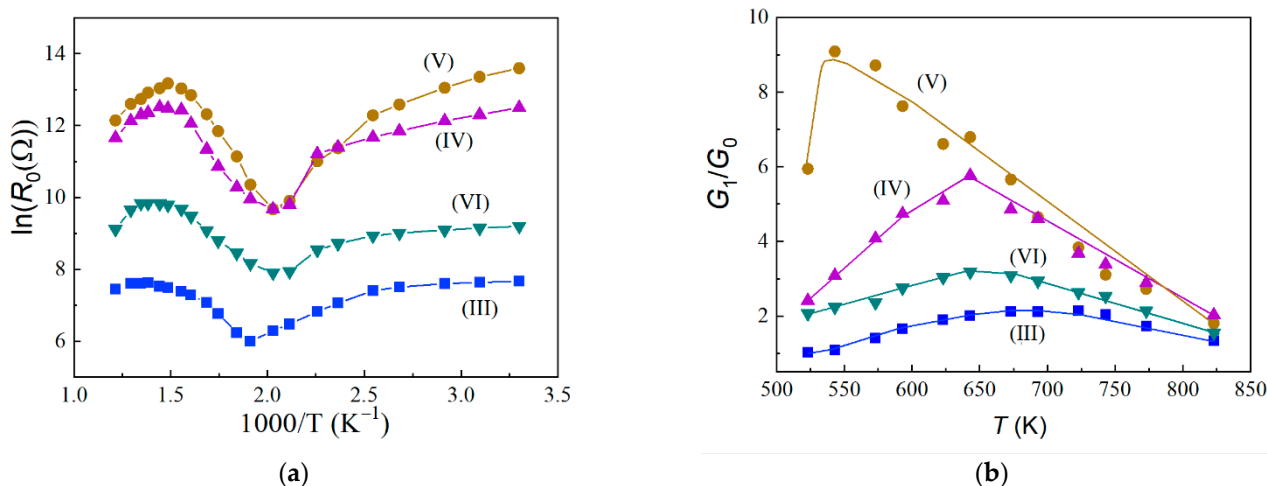 14
12
10
8
6
ln(R₀(Ω))
(V)
(IV)
(VI)
(III)
1.0 1.5 2.0 2.5 3.0 3.5
1000/T (K⁻¹)
(a)
10
8
6
4
2
G₁/G₀
(V)
(IV)
(VI)
(III)
500 550 600 650 700 750 800 850
T (K)
(b)